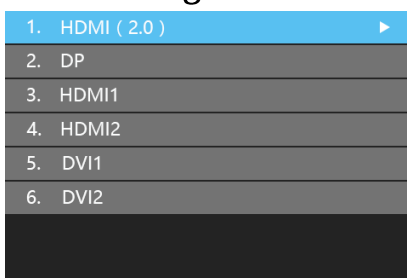 1. HDMI ( 2.0 )
2. DP
3. HDMI1
4. HDMI2
5. DVI1
6. DVI2